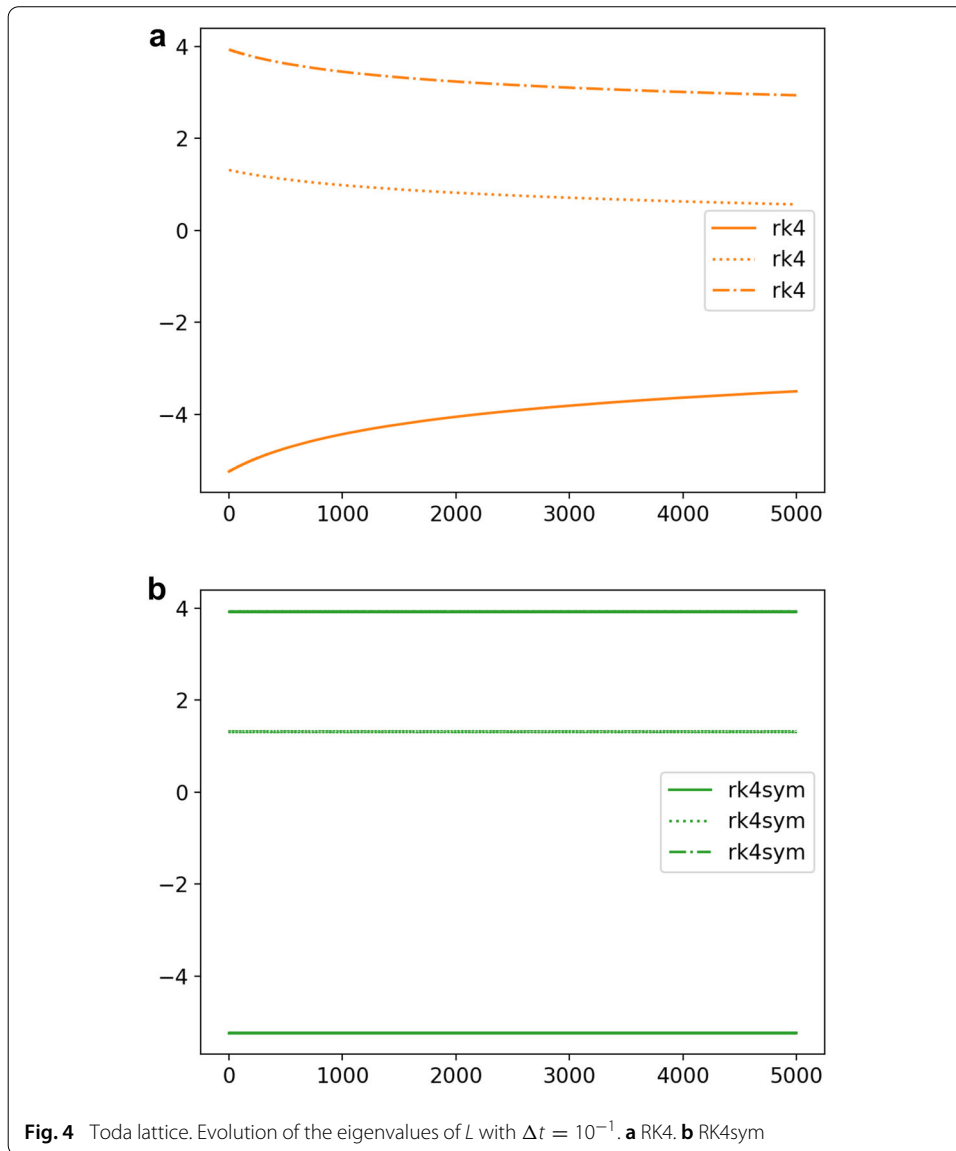 a
4
2
0
−2
−4
rk4
rk4
rk4
0 1000 2000 3000 4000 5000
b
4
2
0
−2
−4
rk4sym
rk4sym
rk4sym
0 1000 2000 3000 4000 5000
Fig. 4 Toda lattice. Evolution of the eigenvalues of L with Δt = 10⁻¹. a RK4. b RK4sym